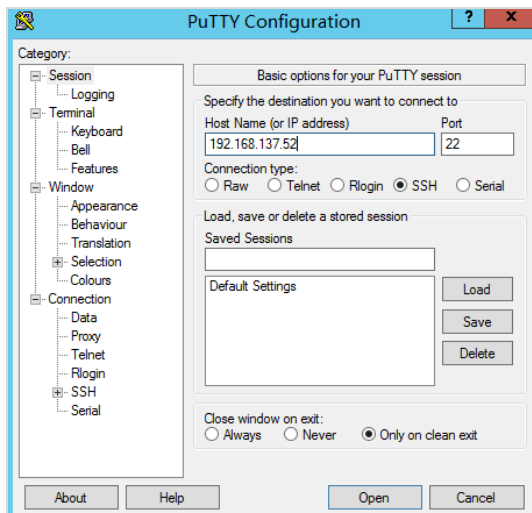 PuTTY Configuration
? x
Category:
Session
Logging
Terminal
Keyboard
Bell
Features
Window
Appearance
Behaviour
Translation
Selection
Colours
Connection
Data
Proxy
Telnet
Rlogin
SSH
Serial
Basic options for your PuTTY session
Specify the destination you want to connect to
Host Name (or IP address) Port
192.168.137.52 22
Connection type:
Raw Telnet Rlogin SSH Serial
Load, save or delete a stored session
Saved Sessions
Default Settings
Load
Save
Delete
Close window on exit:
Always Never Only on clean exit
About Help Open Cancel